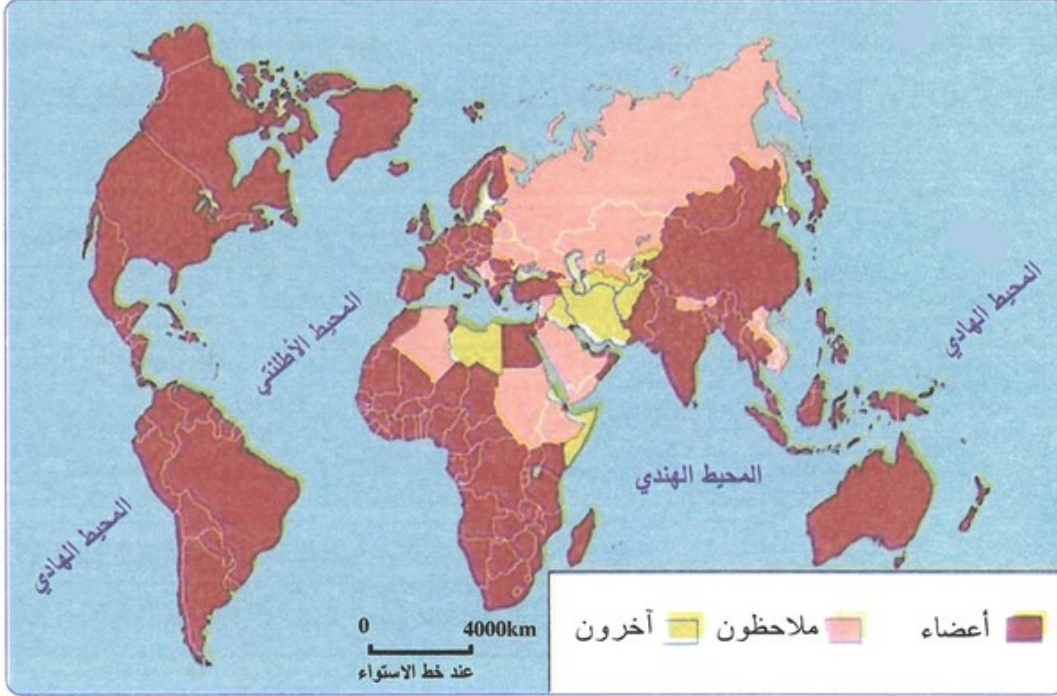 المحيط الهادي
المحيط الأطلنتي
المحيط الهندي
المحيط الهادي
0 4000km
عند خط الاستواء
أعضاء
ملاحظون
آخرون